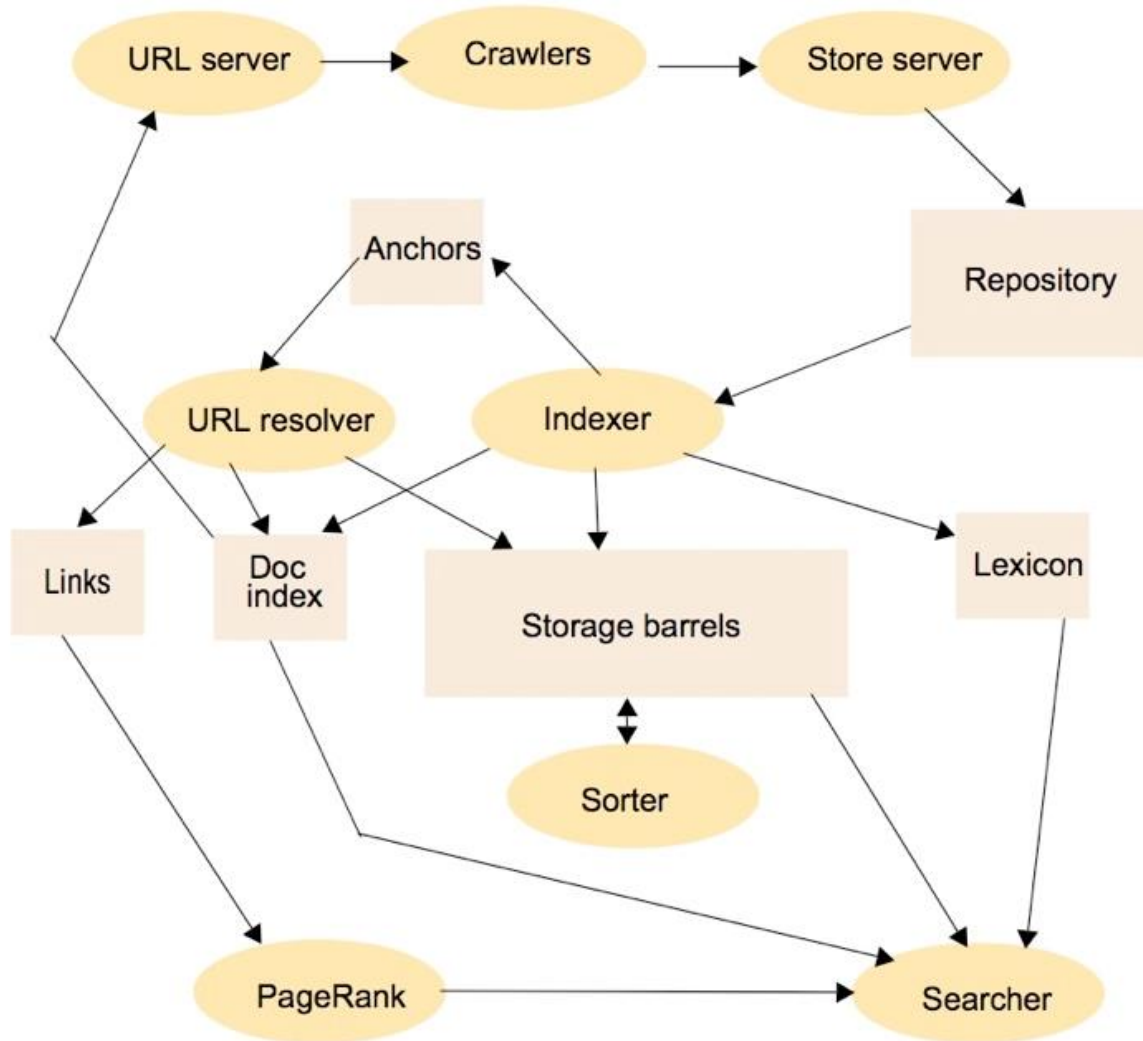 URL server
Crawlers
Store server
Anchors
Repository
URL resolver
Indexer
Links
Doc
index
Storage barrels
Lexicon
Sorter
PageRank
Searcher